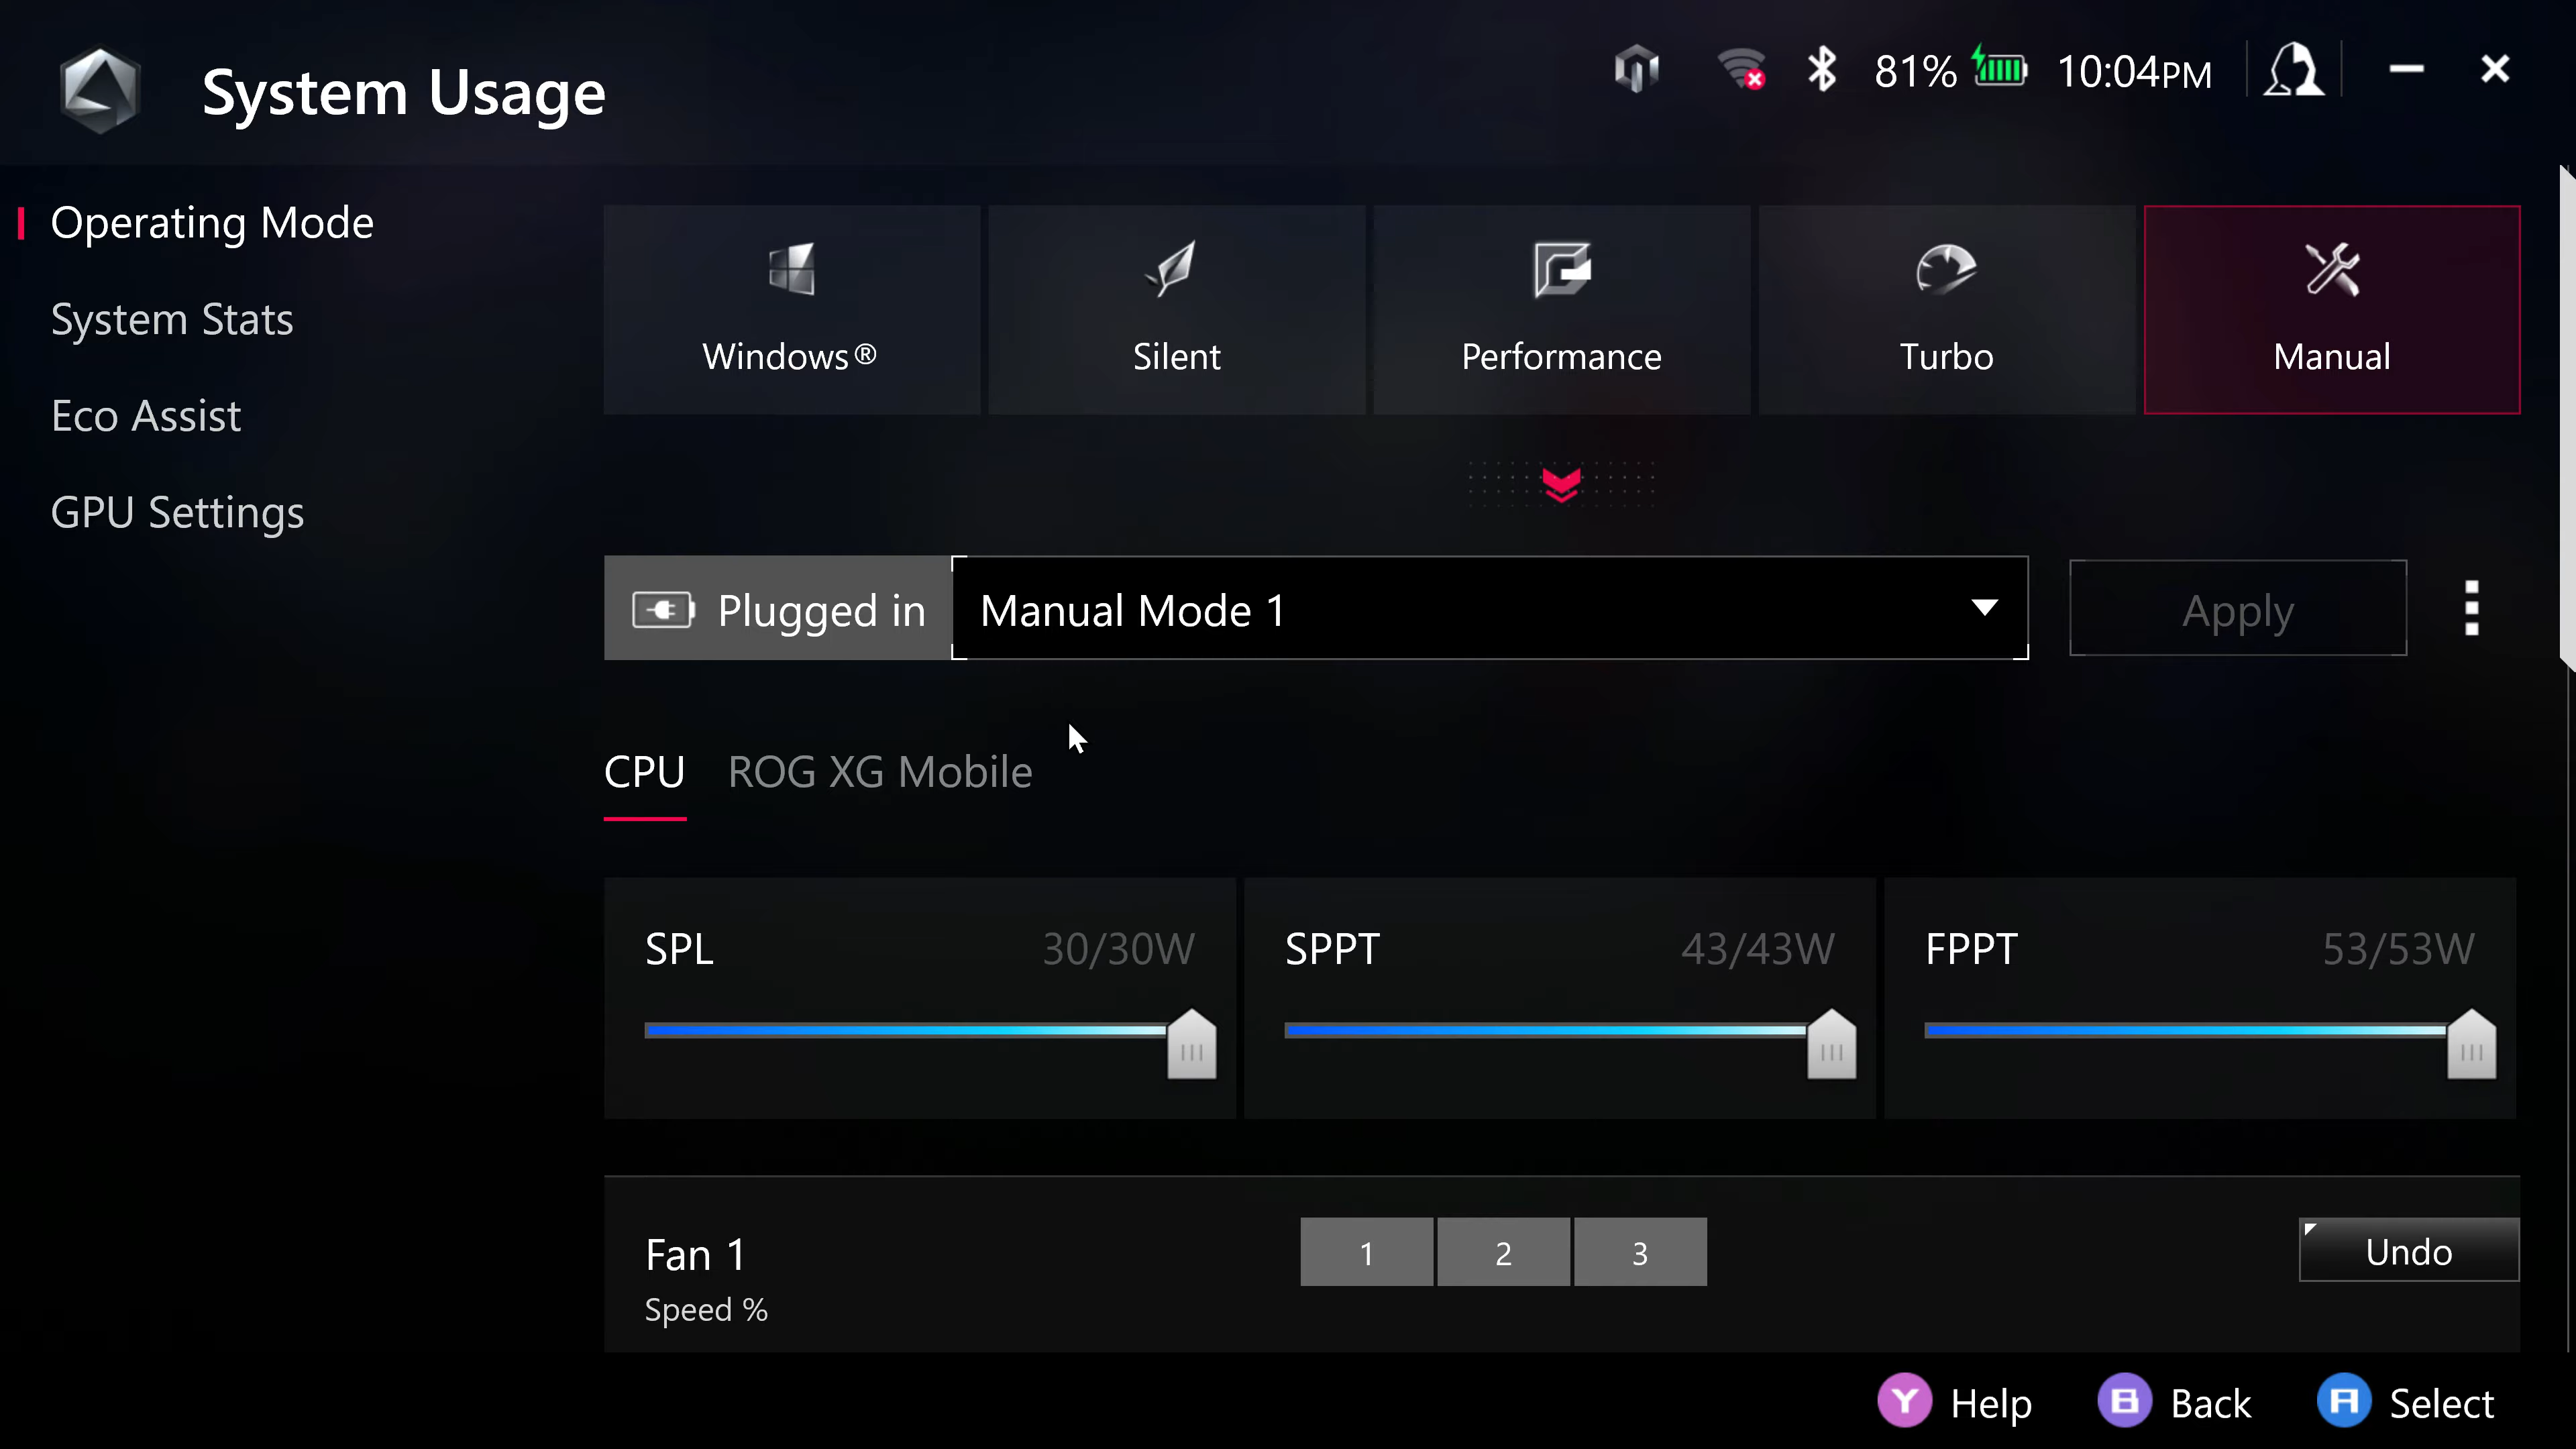 System Usage
81%
10:04PM
Operating Mode
System Stats
Eco Assist
GPU Settings
Windows®
Silent
Performance
Turbo
Manual
Plugged in
Manual Mode 1
Apply
CPU
ROG XG Mobile
SPL 30/30W
SPPT 43/43W
FPPT 53/53W
Fan 1
1 2 3
Undo
Speed %
Y Help
B Back
A Select